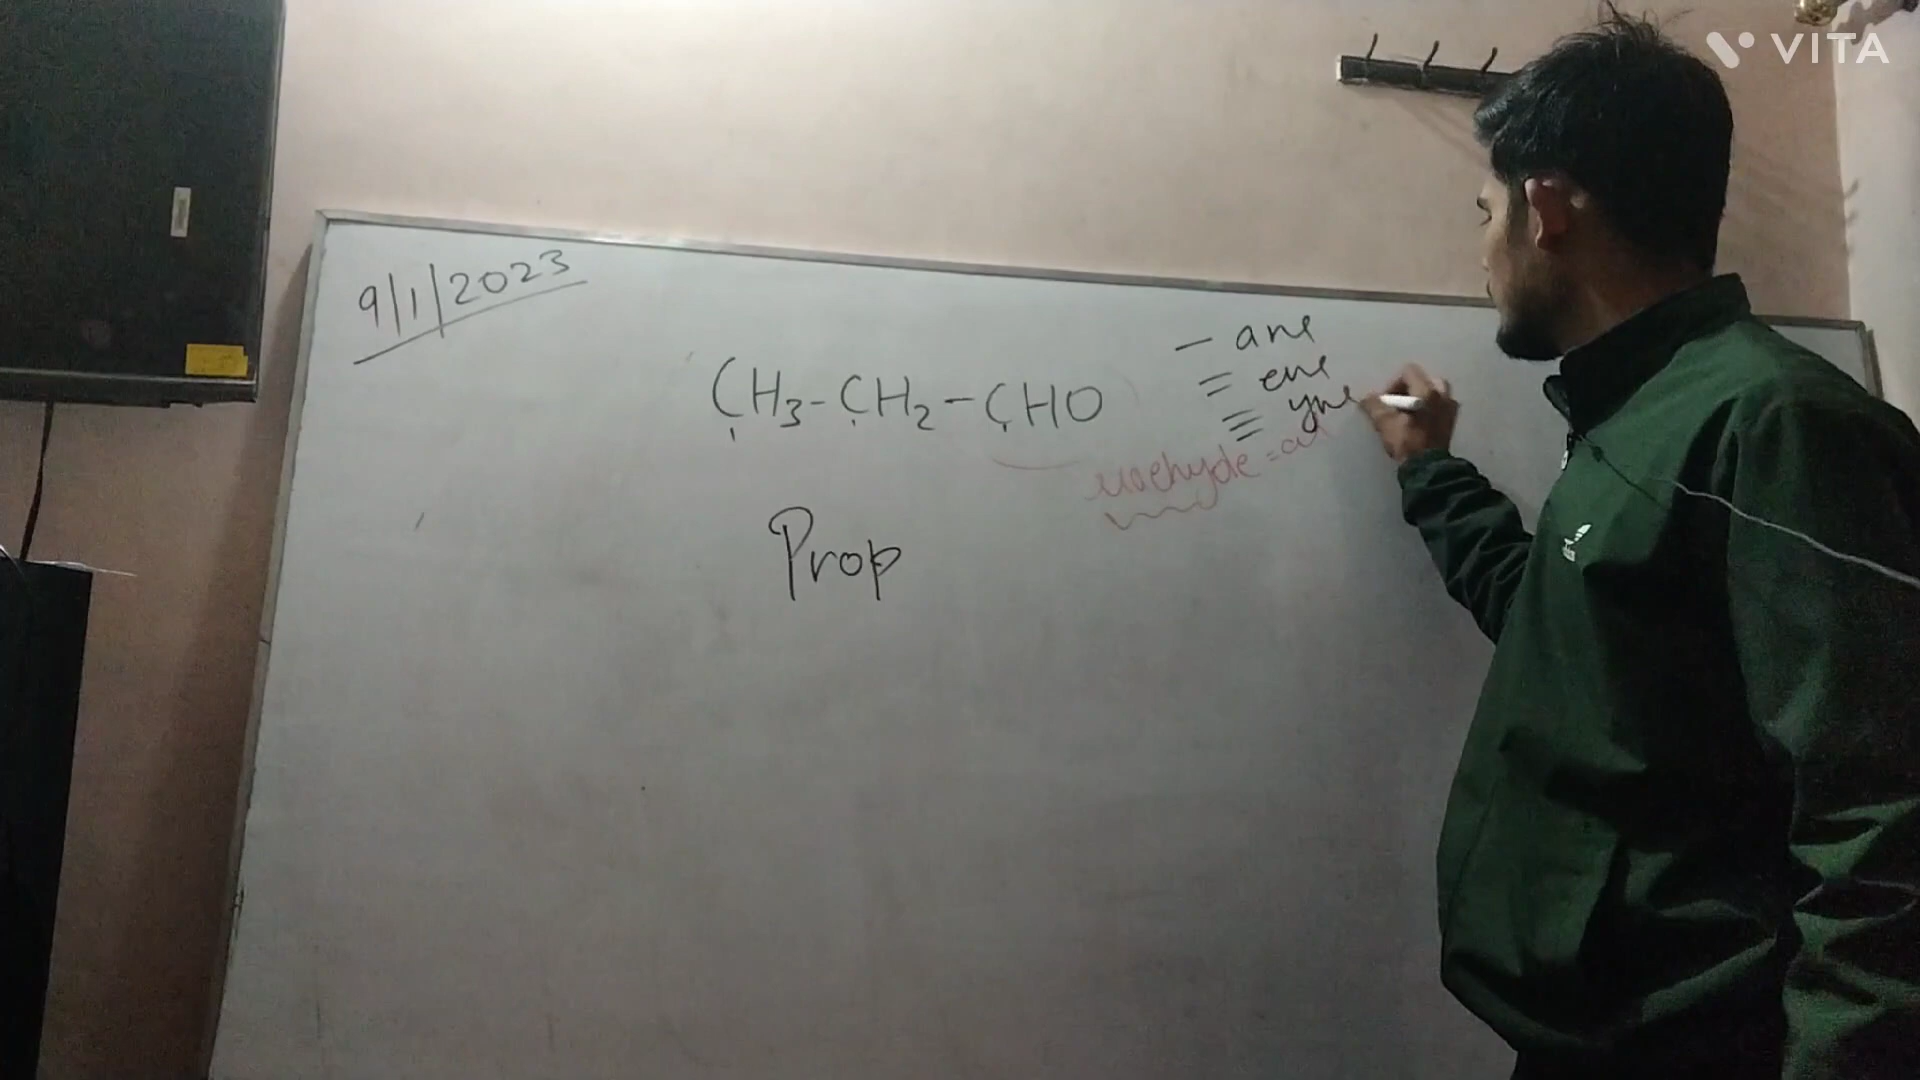 VITA
9/1/2023
CH3-CH2-CHO
- ane
= ene
≡ yne
Prop